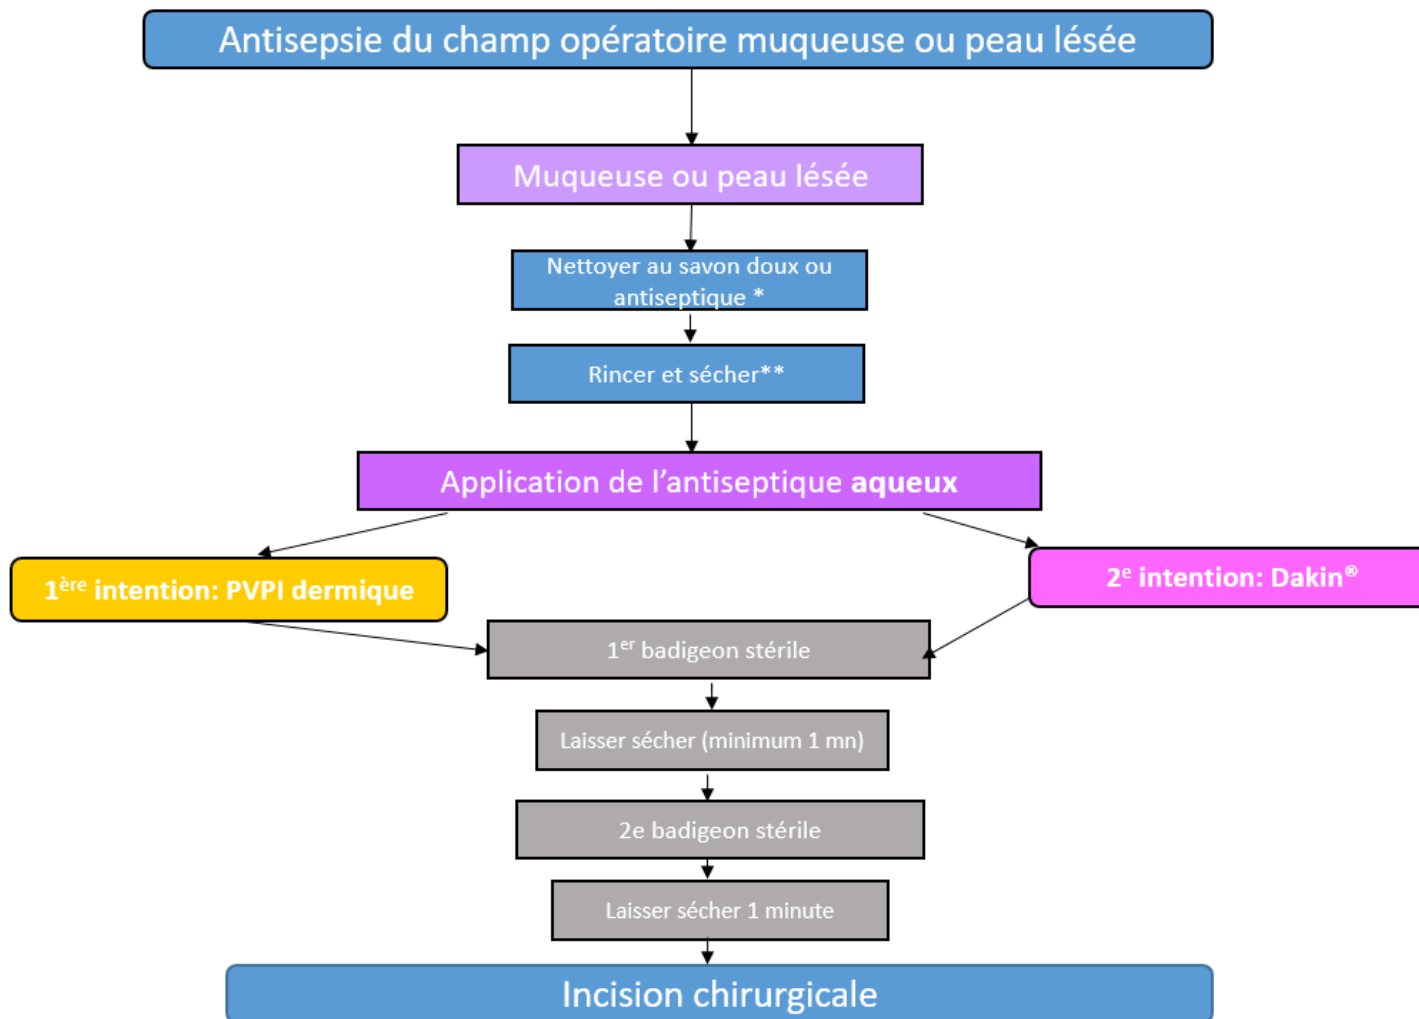 Antisepsie du champ opératoire muqueuse ou peau lésée
Muqueuse ou peau lésée
Nettoyer au savon doux ou
antiseptique *
Rincer et sécher**
Application de l’antiseptique aqueux
1ère intention: PVPI dermique
2e intention: Dakin®
1er badigeon stérile
Laisser sécher (minimum 1 mn)
2e badigeon stérile
Laisser sécher 1 minute
Incision chirurgicale